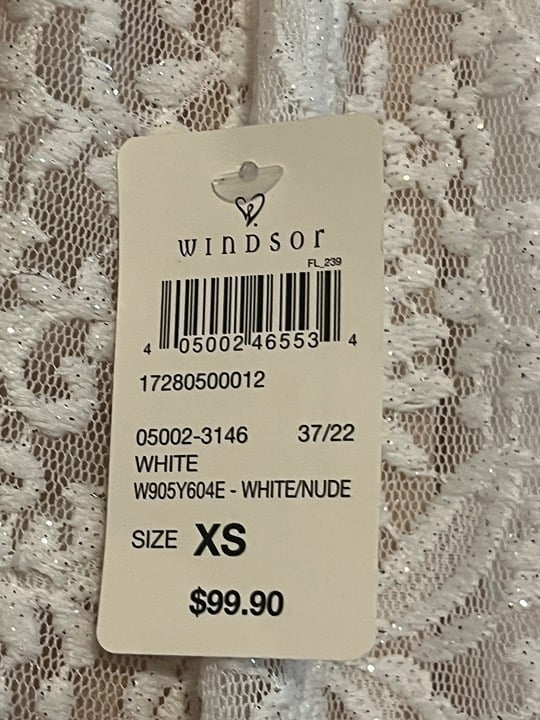 WINDSOR
FL_239
4 05002 46553 4
17280500012
05002-3146 37/22
WHITE
W905Y604E - WHITE/NUDE
SIZE XS
$99.90